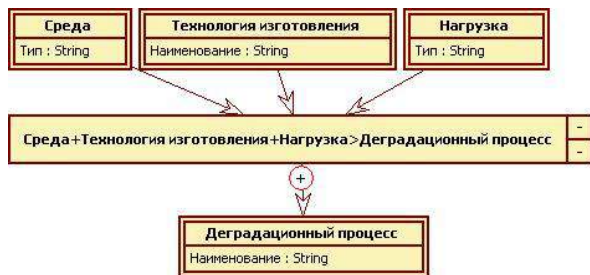 Среда
Технология изготовления
Нагрузка
Тип : String
Наименование : String
Тип : String
Среда+Технология изготовления+Нагрузка>Деградационный процесс
-
-
+
Деградационный процесс
Наименование : String